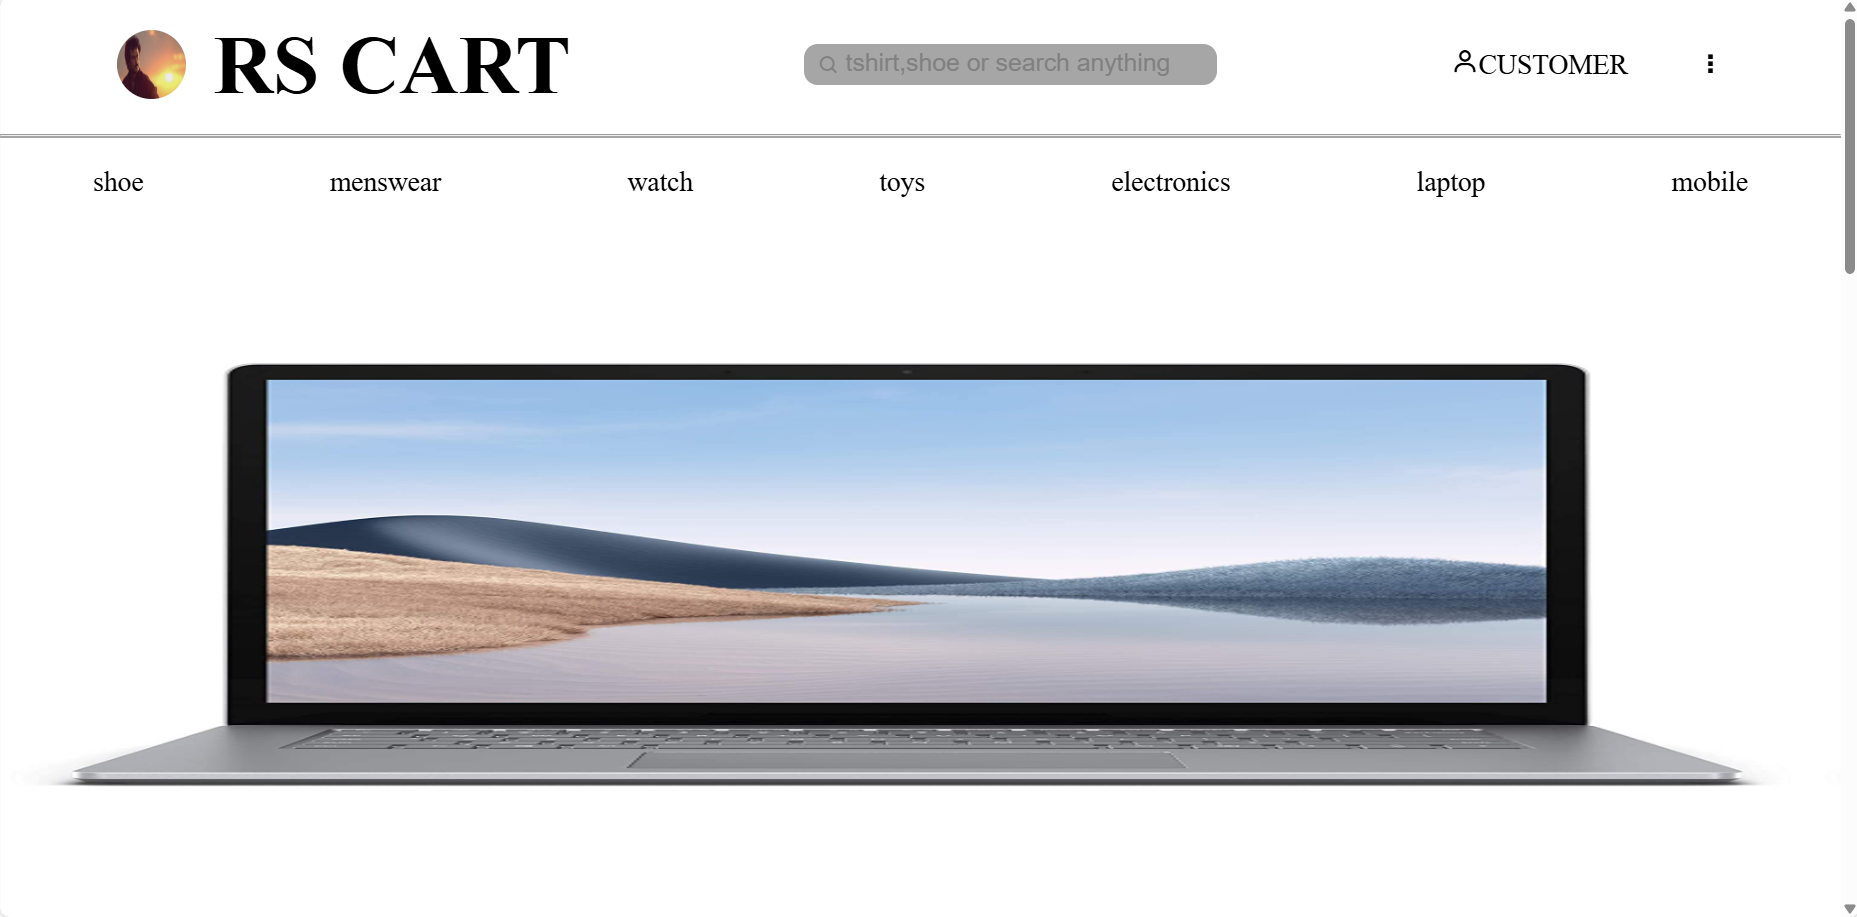 RS CART
tshirt,shoe or search anything
CUSTOMER
shoe menswear watch toys electronics laptop mobile